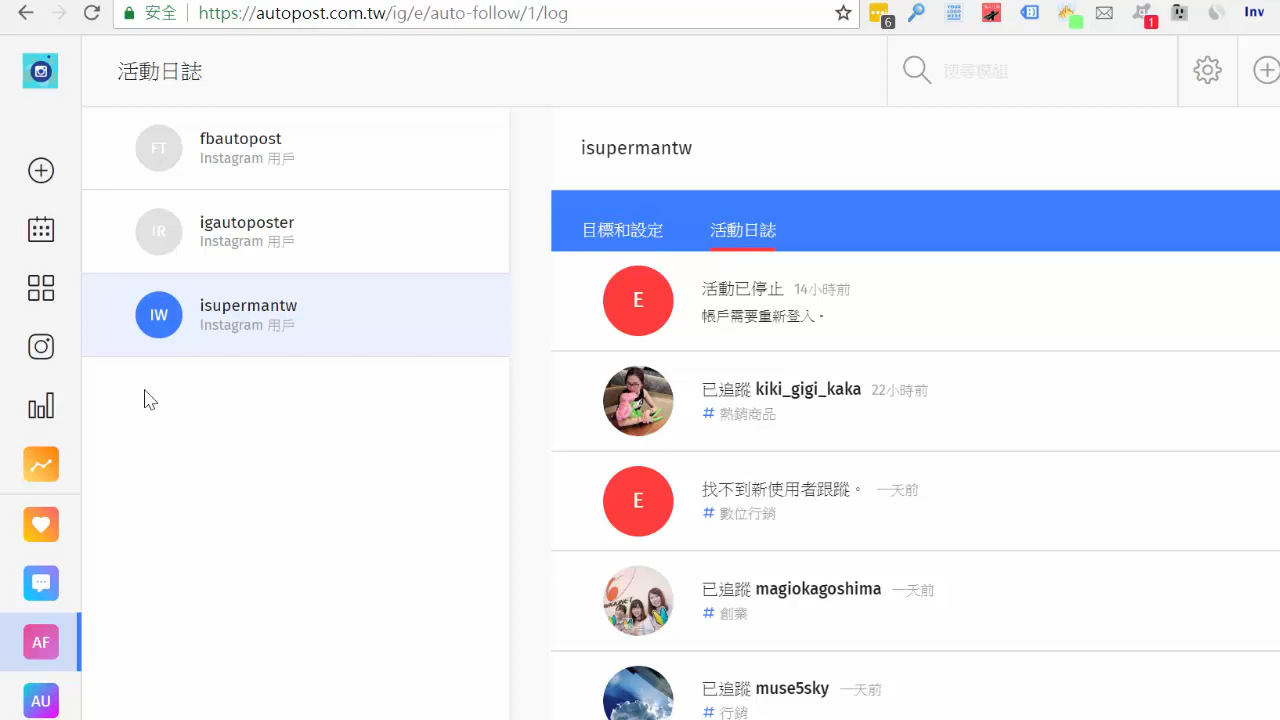 安全 https://autopost.com.tw/ig/e/auto-follow/1/log
6
1
Inv
活動日誌
搜尋模組
FT
fbautopost
Instagram 用戶
IR
igautoposter
Instagram 用戶
IW
isupermantw
Instagram 用戶
AF
AU
isupermantw
目標和設定
活動日誌
E
活動已停止 14小時前
帳戶需要重新登入。
已追蹤 kiki_gigi_kaka 22小時前
# 熱銷商品
E
找不到新使用者跟蹤。 一天前
# 數位行銷
已追蹤 magiokagoshima 一天前
# 創業
已追蹤 muse5sky 一天前
# 行銷